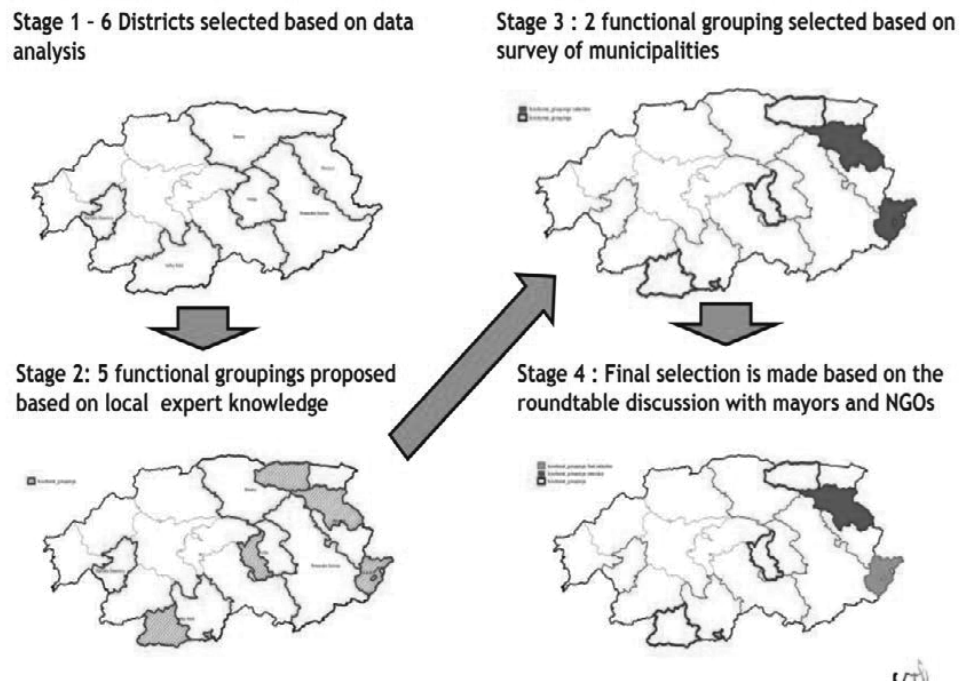 Stage 1 - 6 Districts selected based on data
analysis
Stage 2: 5 functional groupings proposed
based on local expert knowledge
Stage 3 : 2 functional grouping selected based on
survey of municipalities
Stage 4 : Final selection is made based on the
roundtable discussion with mayors and NGOs